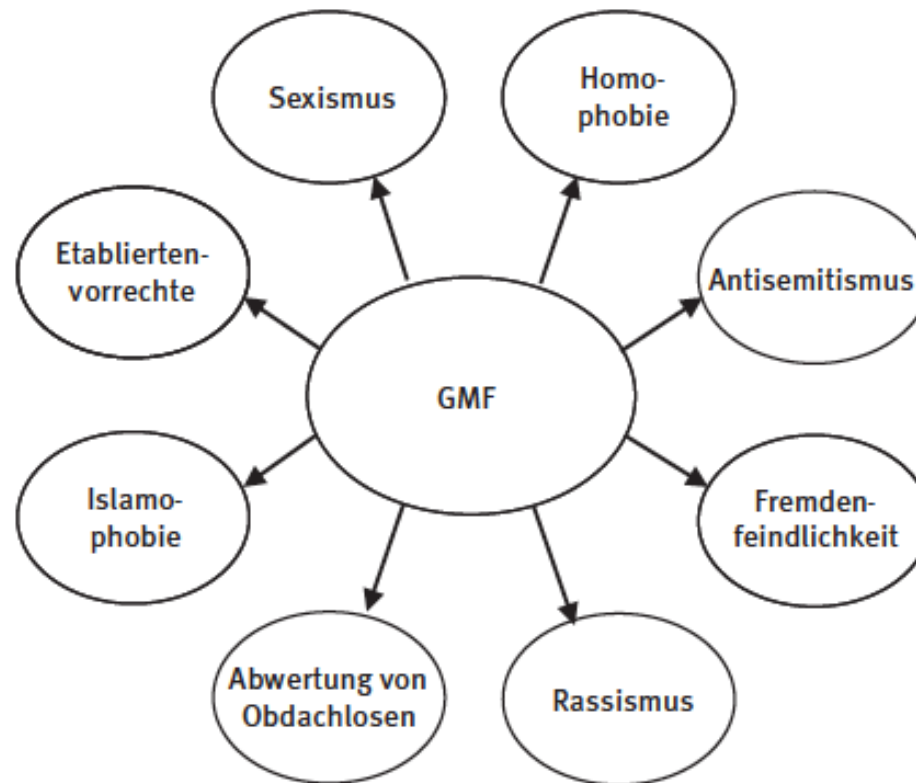 Sexismus
Homo-
phobie
Etablierten-
vorrechte
Antisemitismus
GMF
Islamo-
phobie
Fremden-
feindlichkeit
Abwertung von
Obdachlosen
Rassismus